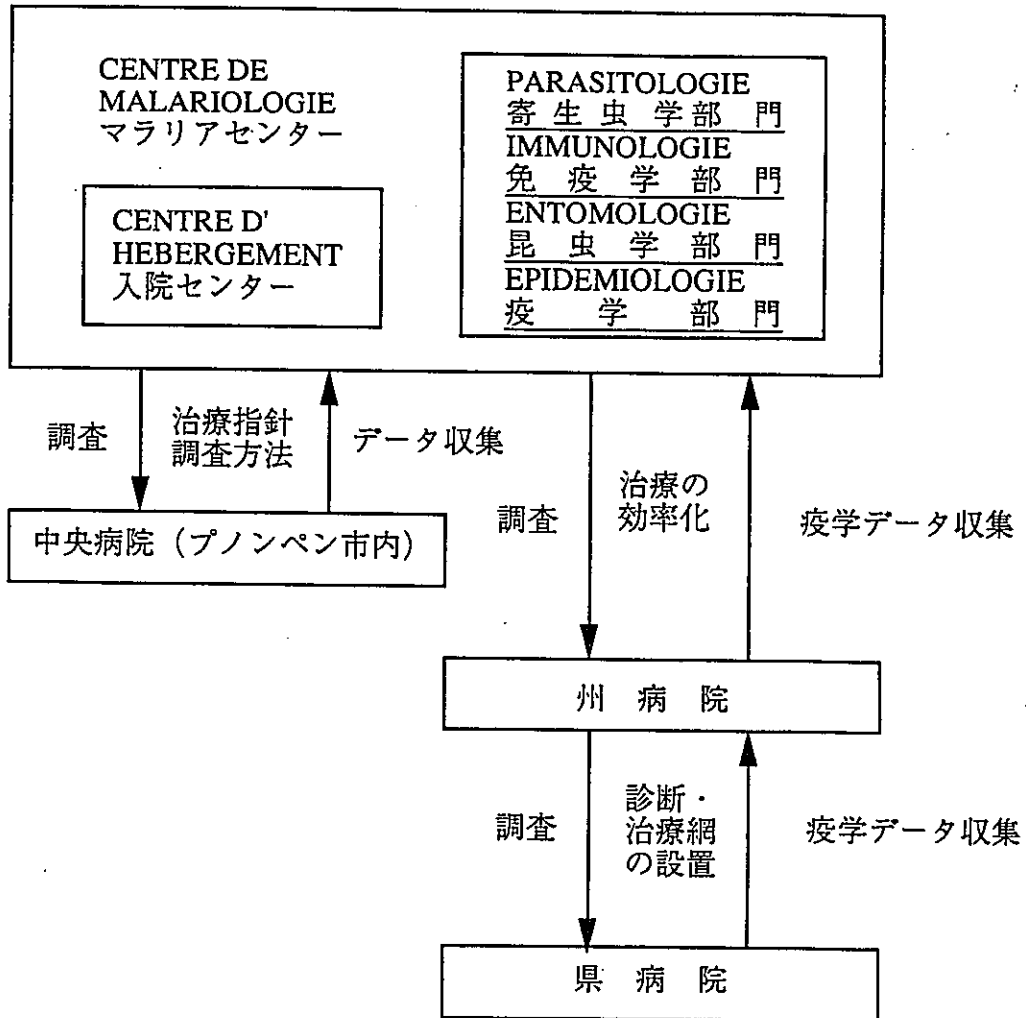 CENTRE DE
MALARIOLOGIE
マラリアセンター
CENTRE D'
HEBERGEMENT
入院センター
PARASITOLOGIE
寄生虫学部門
IMMUNOLOGIE
免疫学部門
ENTOMOLOGIE
昆虫学部門
EPIDEMIOLOGIE
疫学部門
調査
治療指針
調査方法
データ収集
中央病院（プノンペン市内）
調査
治療の
効率化
疫学データ収集
州病院
調査
診断・
治療網
の設置
疫学データ収集
県病院